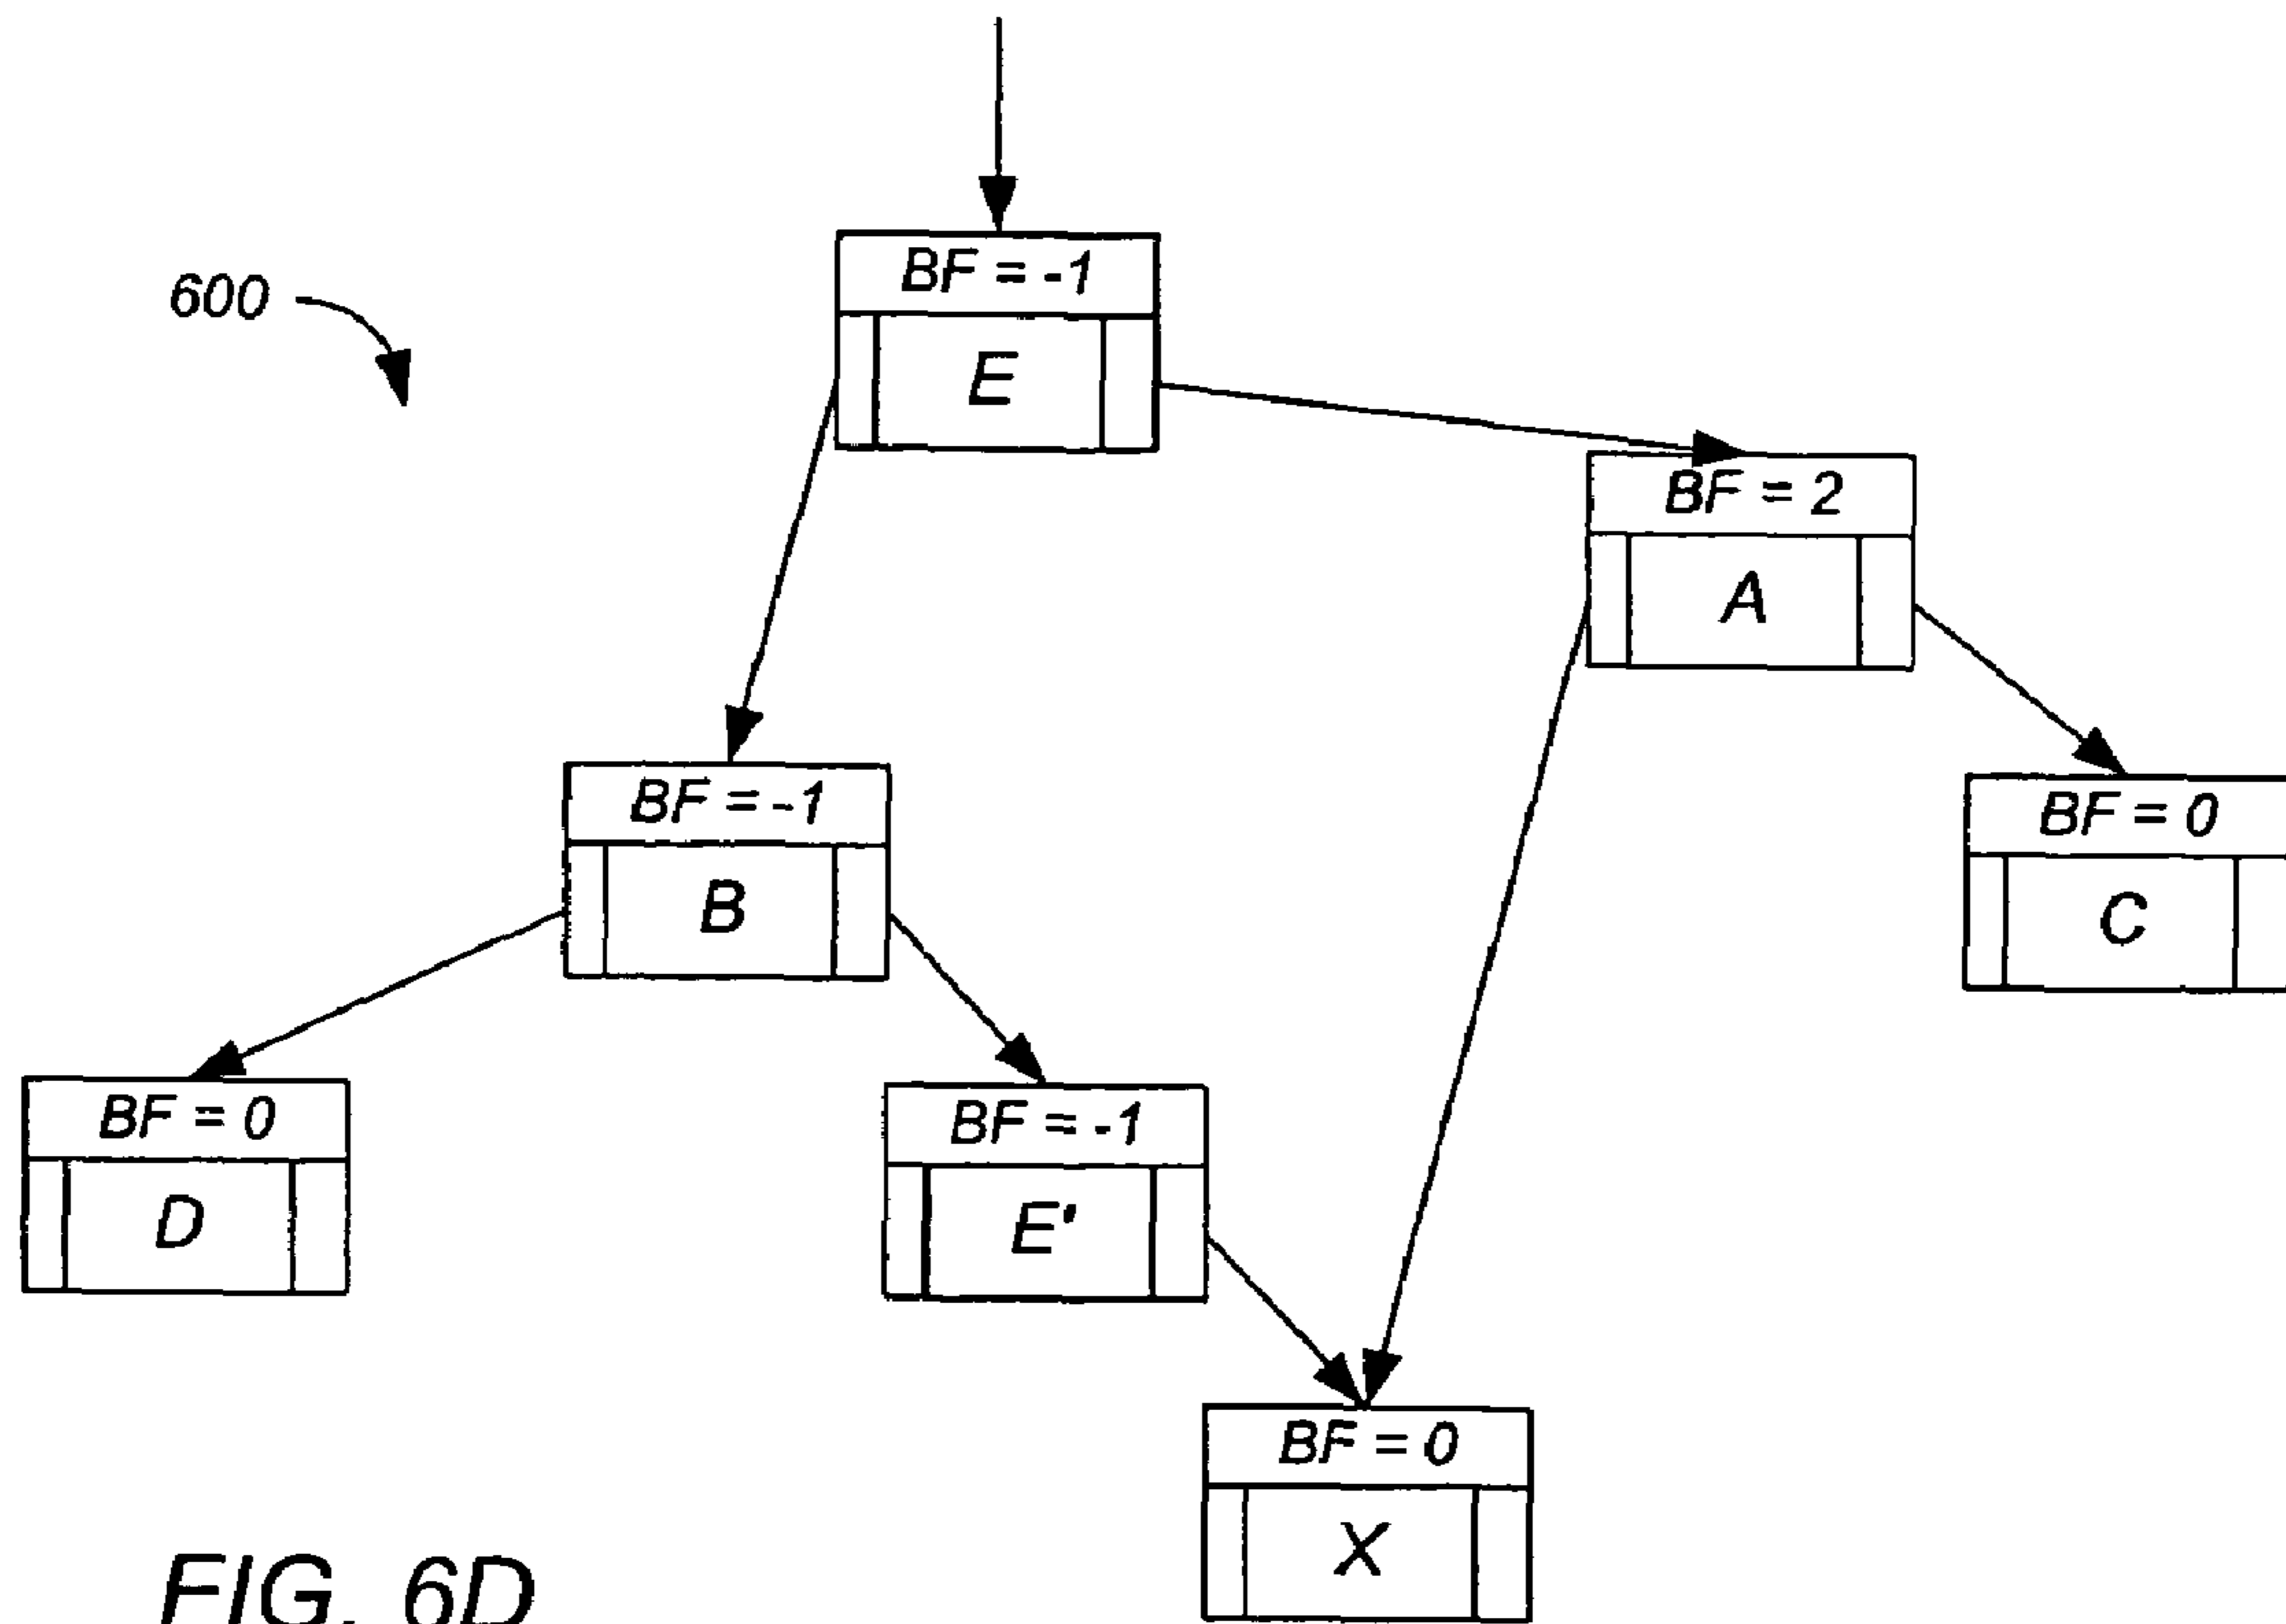 BF = -1
600
E
BF = 2
A
BF = -1
BF = 0
B
C
BF = 0
BF = -1
D
E'
BF = 0
X
FIG. 6D